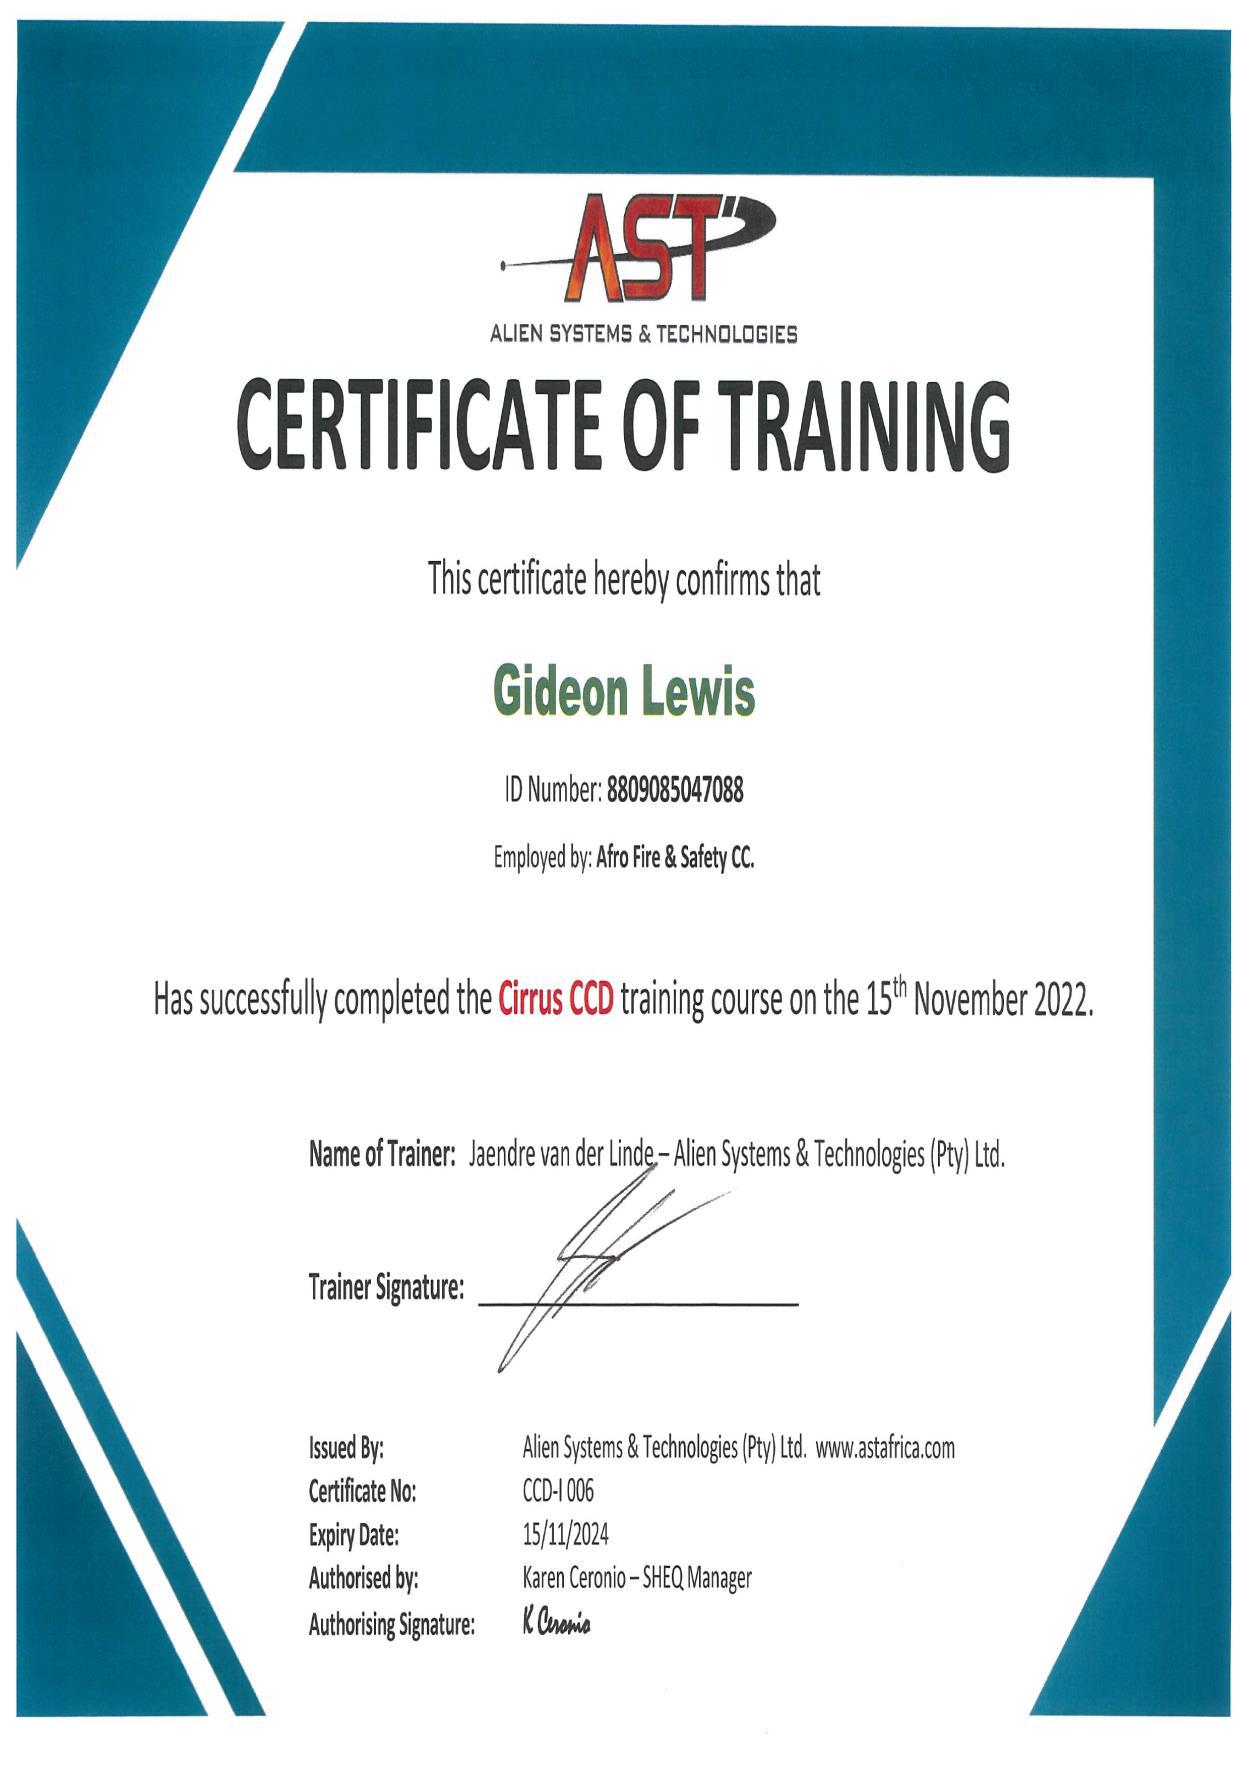 AST
ALIEN SYSTEMS & TECHNOLOGIES
CERTIFICATE OF TRAINING
This certificate hereby confirms that
Gideon Lewis
ID Number: 8809085047088
Employed by: Afro Fire & Safety CC.
Has successfully completed the Cirrus CCD training course on the 15th November 2022.
Name of Trainer: Jaendre van der Linde – Alien Systems & Technologies (Pty) Ltd.
Trainer Signature:
Issued By: Alien Systems & Technologies (Pty) Ltd. www.astafrica.com
Certificate No: CCD-I 006
Expiry Date: 15/11/2024
Authorised by: Karen Ceronio – SHEQ Manager
Authorising Signature: K Ceronio